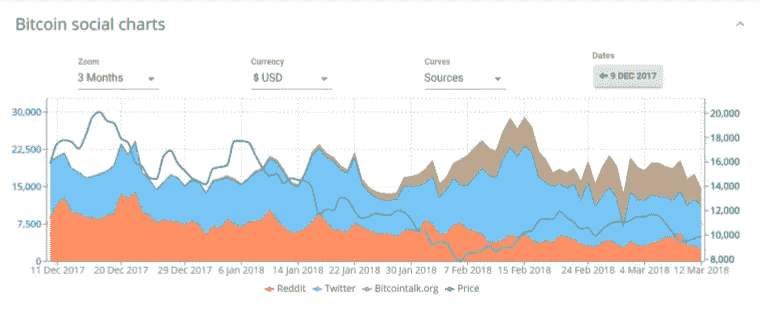 Bitcoin social charts
Zoom Currency Curves Dates
3 Months $ USD Sources 9 DEC 2017
30,000 20,000
22,500 18,000
16,000
15,000 14,000
12,000
7,500 10,000
0 8,000
11 Dec 2017 20 Dec 2017 29 Dec 2017 6 Jan 2018 14 Jan 2018 22 Jan 2018 30 Jan 2018 7 Feb 2018 15 Feb 2018 24 Feb 2018 4 Mar 2018 12 Mar 2018
Reddit Twitter Bitcointalk.org Price